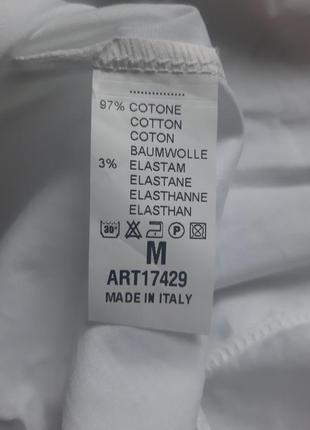 97% COTONE
COTTON
COTON
BAUMWOLLE
3% ELASTAM
ELASTANE
ELASTHANNE
ELASTHAN
30° P
M
ART17429
MADE IN ITALY